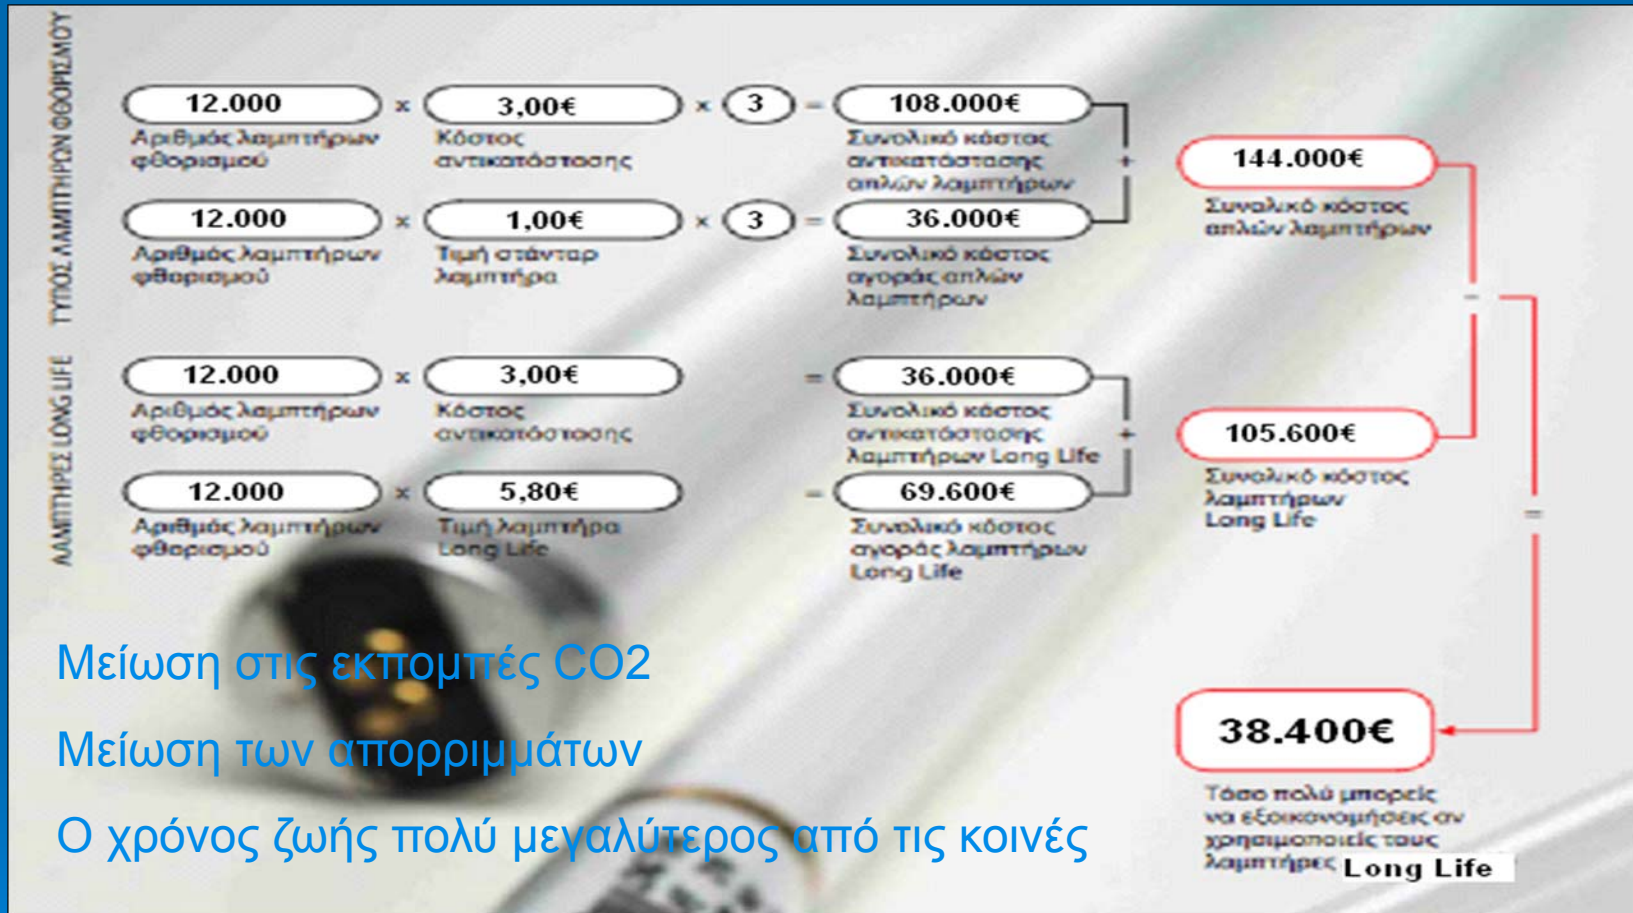 ΤΥΠΟΣ ΛΑΜΠΤΗΡΩΝ ΦΘΟΡΙΣΜΟΥ
12.000 x 3,00€ x 3 = 108.000€
Αριθμός λαμπτήρων
φθορισμού
Κόστος
αντικατάστασης
Συνολικό κόστος
αντικατάστασης
απλών λαμπτήρων
+
12.000 x 1,00€ x 3 = 36.000€
Αριθμός λαμπτήρων
φθορισμού
Τιμή στάνταρ
λαμπτήρα
Συνολικό κόστος
αγοράς απλών
λαμπτήρων
144.000€
Συνολικό κόστος
απλών λαμπτήρων
-
ΛΑΜΠΤΗΡΕΣ LONG LIFE
12.000 x 3,00€ = 36.000€
Αριθμός λαμπτήρων
φθορισμού
Κόστος
αντικατάστασης
Συνολικό κόστος
αντικατάστασης
λαμπτήρων Long Life
+
12.000 x 5,80€ = 69.600€
Αριθμός λαμπτήρων
φθορισμού
Τιμή λαμπτήρα
Long Life
Συνολικό κόστος
αγοράς λαμπτήρων
Long Life
105.600€
Συνολικό κόστος
λαμπτήρων
Long Life
=
38.400€
Τόσο πολύ μπορείς
να εξοικονομήσεις αν
χρησιμοποιείς τους
λαμπτήρες Long Life
Μείωση στις εκπομπές CO2
Μείωση των απορριμμάτων
Ο χρόνος ζωής πολύ μεγαλύτερος από τις κοινές